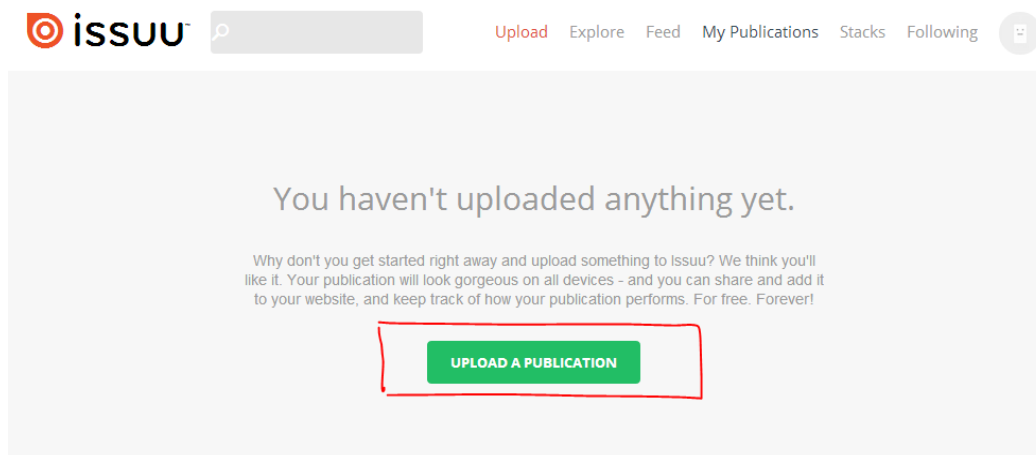 issuu™
Upload Explore Feed My Publications Stacks Following
You haven't uploaded anything yet.
Why don't you get started right away and upload something to Issuu? We think you'll
like it. Your publication will look gorgeous on all devices - and you can share and add it
to your website, and keep track of how your publication performs. For free. Forever!
UPLOAD A PUBLICATION